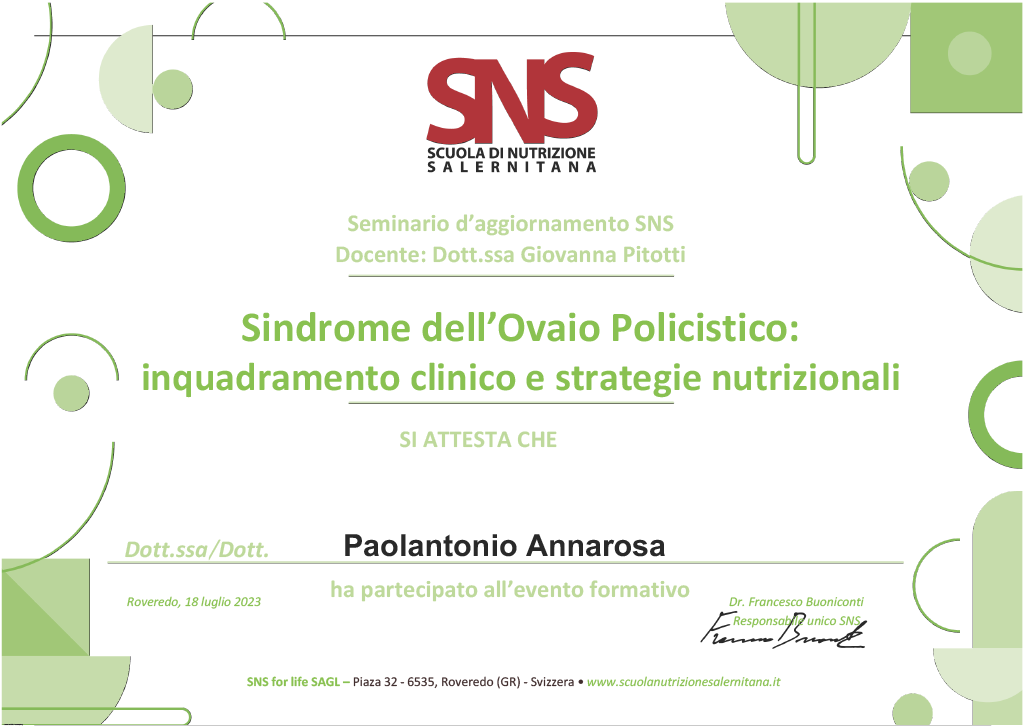 SNS
SCUOLA DI NUTRIZIONE
SALERNITANA
Seminario d'aggiornamento SNS
Docente: Dott.ssa Giovanna Pitotti
Sindrome dell'Ovaio Policistico:
inquadramento clinico e strategie nutrizionali
SI ATTESTA CHE
Dott.ssa/Dott. Paolantonio Annarosa
ha partecipato all'evento formativo
Roveredo, 18 luglio 2023
Dr. Francesco Buoniconti
Responsabile unico SNS
SNS for life SAGL – Piaza 32 - 6535, Roveredo (GR) - Svizzera • www.scuolanutrizionesalernitana.it